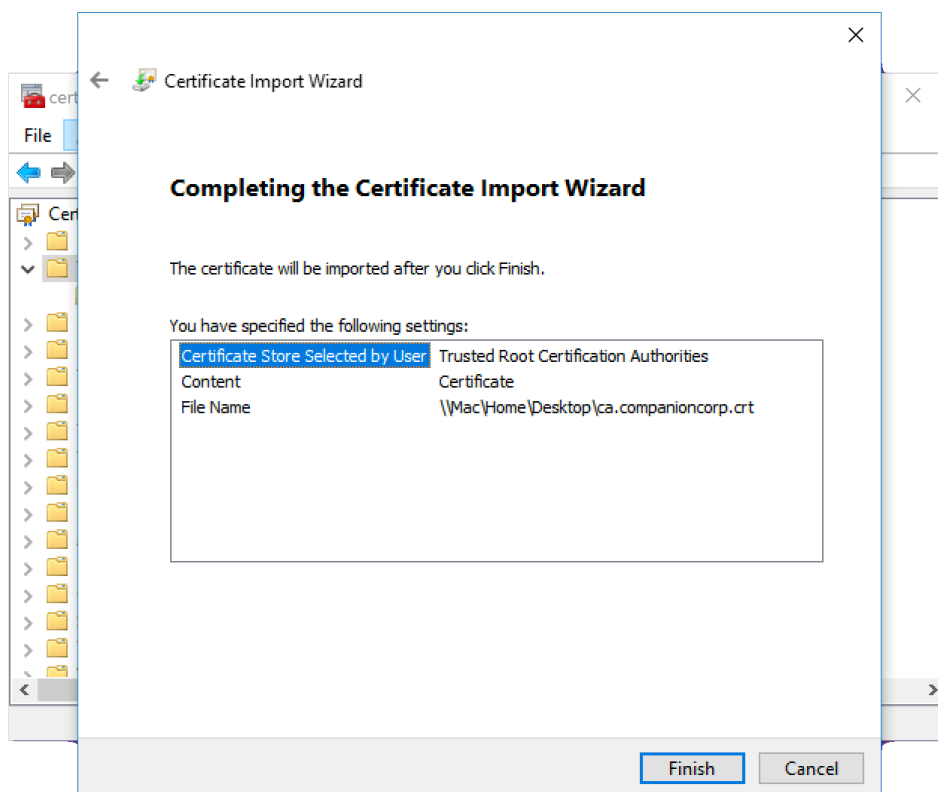 Certificate Import Wizard
cert
File
Cert
Completing the Certificate Import Wizard
The certificate will be imported after you click Finish.
You have specified the following settings:
Certificate Store Selected by User Trusted Root Certification Authorities
Content Certificate
File Name \\Mac\Home\Desktop\ca.companioncorp.crt
Finish Cancel